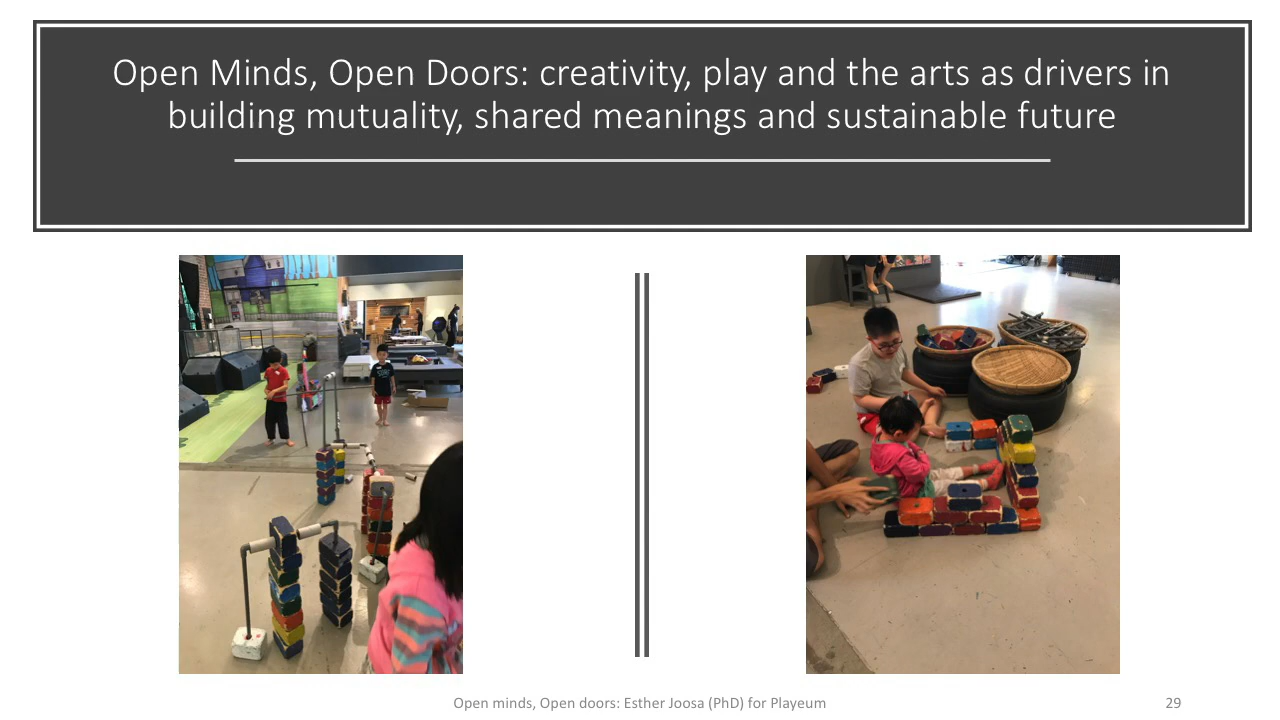 Open Minds, Open Doors: creativity, play and the arts as drivers in
building mutuality, shared meanings and sustainable future
Open minds, Open doors: Esther Joosa (PhD) for Playeum
29